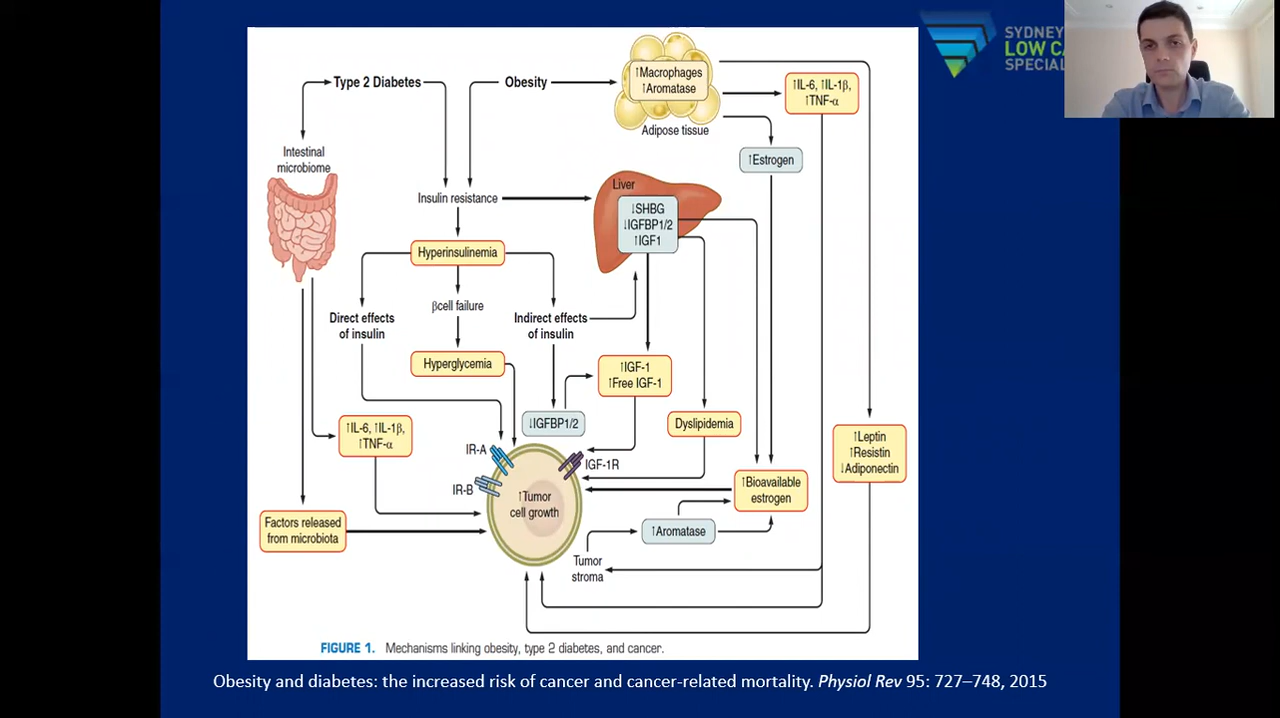 SYDNEY
LOW CA
SPECIAL
Type 2 Diabetes
Obesity
↑Macrophages
↑Aromatase
Adipose tissue
↑IL-6, ↑IL-1β,
↑TNF-α
↑Estrogen
Intestinal
microbiome
Insulin resistance
Liver
↓SHBG
↓IGFBP1/2
↑IGF1
Hyperinsulinemia
Direct effects
of insulin
βcell failure
Indirect effects
of insulin
Hyperglycemia
↑IGF-1
↑Free IGF-1
↓IGFBP1/2
Dyslipidemia
↑IL-6, ↑IL-1β,
↑TNF-α
↑Leptin
↑Resistin
↓Adiponectin
IR-A
IGF-1R
IR-B
↑Tumor
cell growth
↑Bioavailable
estrogen
Factors released
from microbiota
↑Aromatase
Tumor
stroma
FIGURE 1. Mechanisms linking obesity, type 2 diabetes, and cancer.
Obesity and diabetes: the increased risk of cancer and cancer-related mortality. Physiol Rev 95: 727–748, 2015